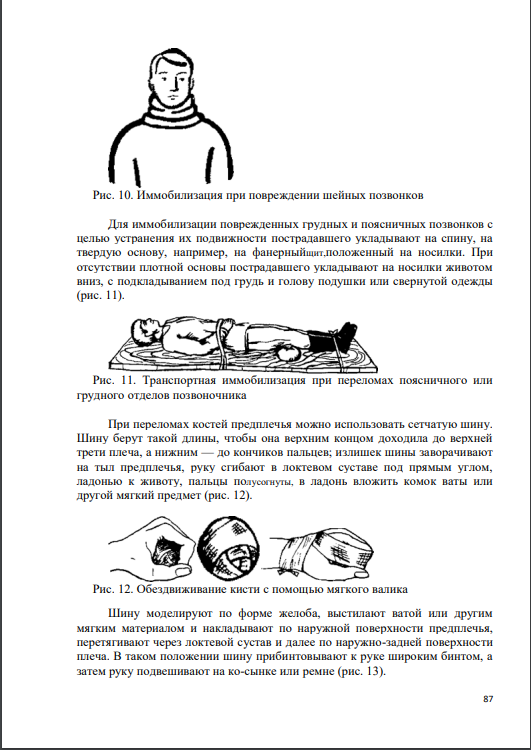 Рис. 10. Иммобилизация при повреждении шейных позвонков
Для иммобилизации поврежденных грудных и поясничных позвонков с
целью устранения их подвижности пострадавшего укладывают на спину, на
твердую основу, например, на фанерныйщит,положенный на носилки. При
отсутствии плотной основы пострадавшего укладывают на носилки животом
вниз, с подкладыванием под грудь и голову подушки или свернутой одежды
(рис. 11).
Рис. 11. Транспортная иммобилизация при переломах поясничного или
грудного отделов позвоночника
При переломах костей предплечья можно использовать сетчатую шину.
Шину берут такой длины, чтобы она верхним концом доходила до верхней
трети плеча, а нижним — до кончиков пальцев; излишек шины заворачивают
на тыл предплечья, руку сгибают в локтевом суставе под прямым углом,
ладонью к животу, пальцы полусогнуты, в ладонь вложить комок ваты или
другой мягкий предмет (рис. 12).
Рис. 12. Обездвиживание кисти с помощью мягкого валика
Шину моделируют по форме желоба, выстилают ватой или другим
мягким материалом и накладывают по наружной поверхности предплечья,
перетягивают через локтевой сустав и далее по наружно-задней поверхности
плеча. В таком положении шину прибинтовывают к руке широким бинтом, а
затем руку подвешивают на ко-сынке или ремне (рис. 13).
87